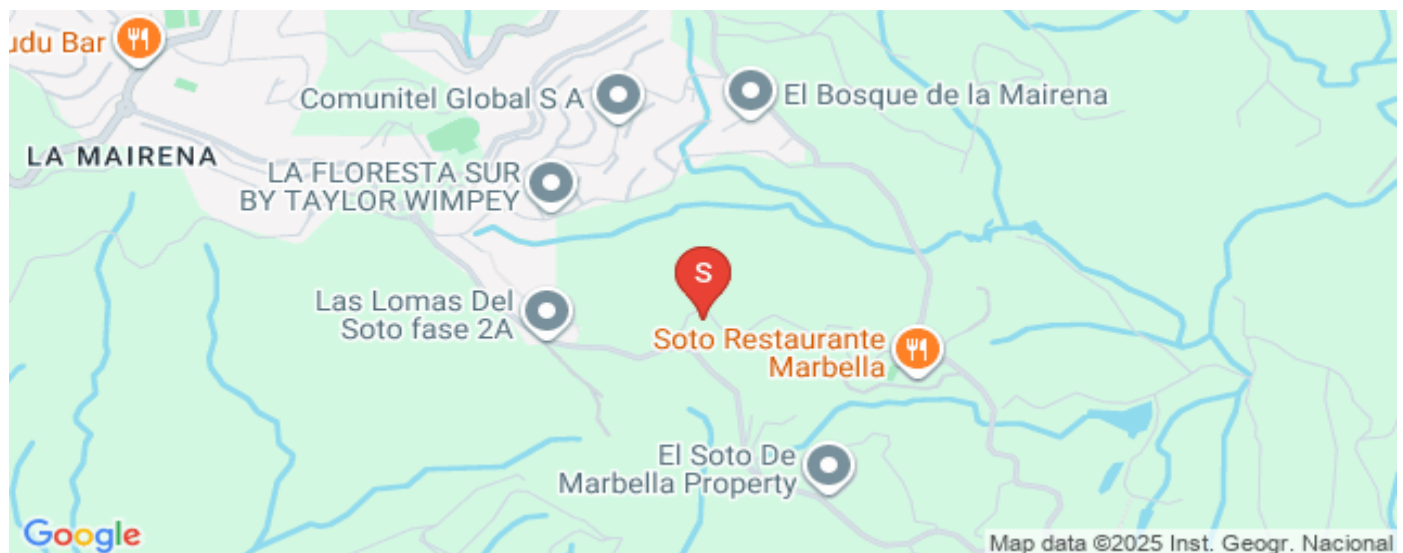 udu Bar
Comunitel Global S A
El Bosque de la Mairena
LA MAIRENA
LA FLORESTA SUR
BY TAYLOR WIMPEY
S
Las Lomas Del
Soto fase 2A
Soto Restaurante
Marbella
El Soto De
Marbella Property
Google
Map data ©2025 Inst. Geogr. Nacional